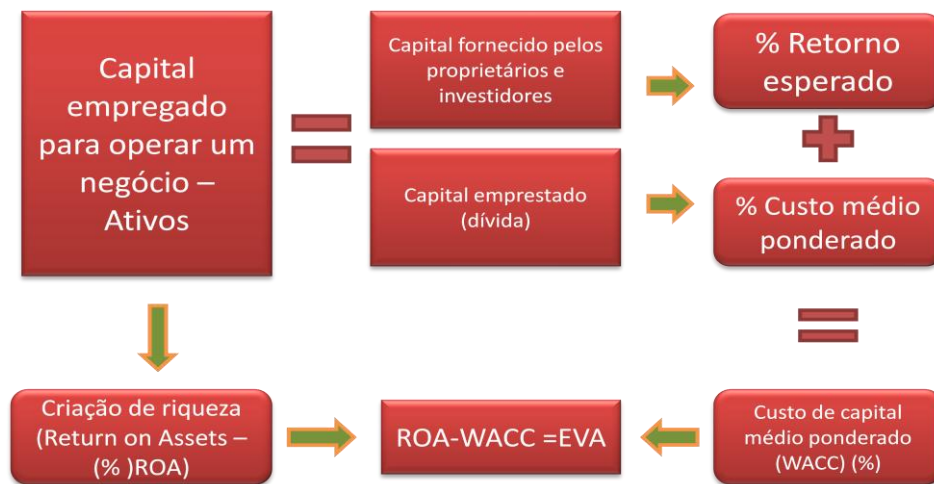 Capital
empregado
para operar um
negócio –
Ativos
Capital fornecido pelos
proprietários e
investidores
% Retorno
esperado
Capital emprestado
(dívida)
% Custo médio
ponderado
Criação de riqueza
(Return on Assets –
(% )ROA)
ROA-WACC =EVA
Custo de capital
médio ponderado
(WACC) (%)